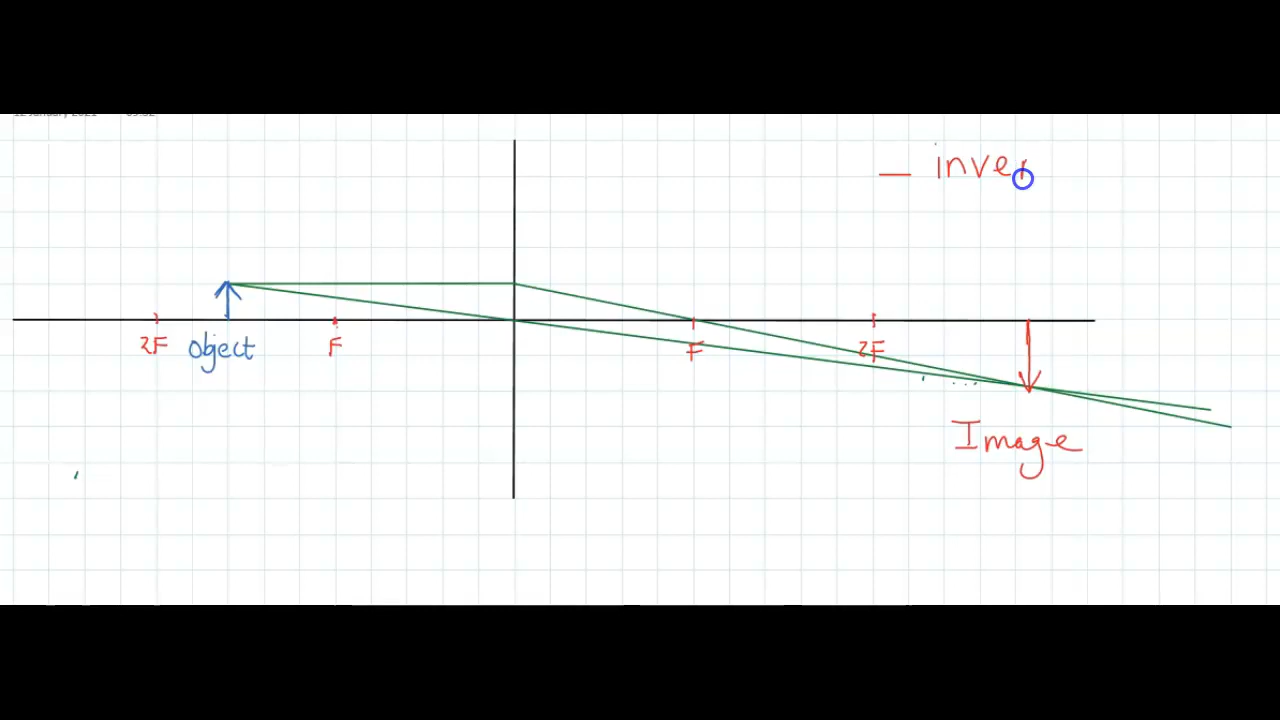 — inver
2F object F F 2F
Image